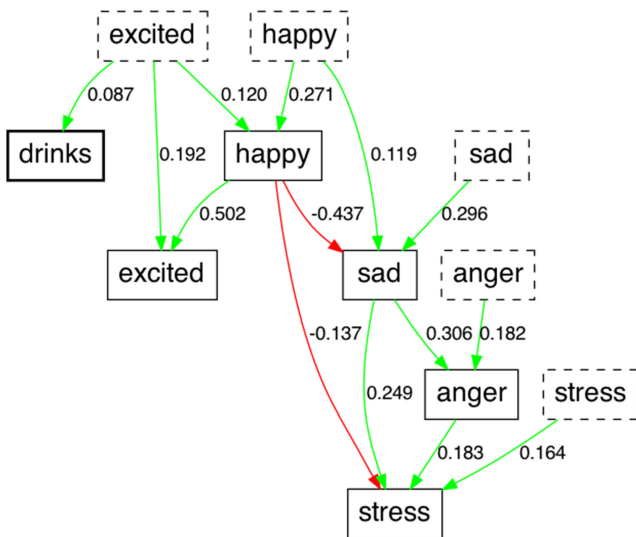 excited
happy
0.087
0.120
0.271
drinks
0.192
happy
0.119
sad
0.502
-0.437
0.296
excited
sad
anger
-0.137
0.306
0.182
0.249
anger
stress
0.183
0.164
stress